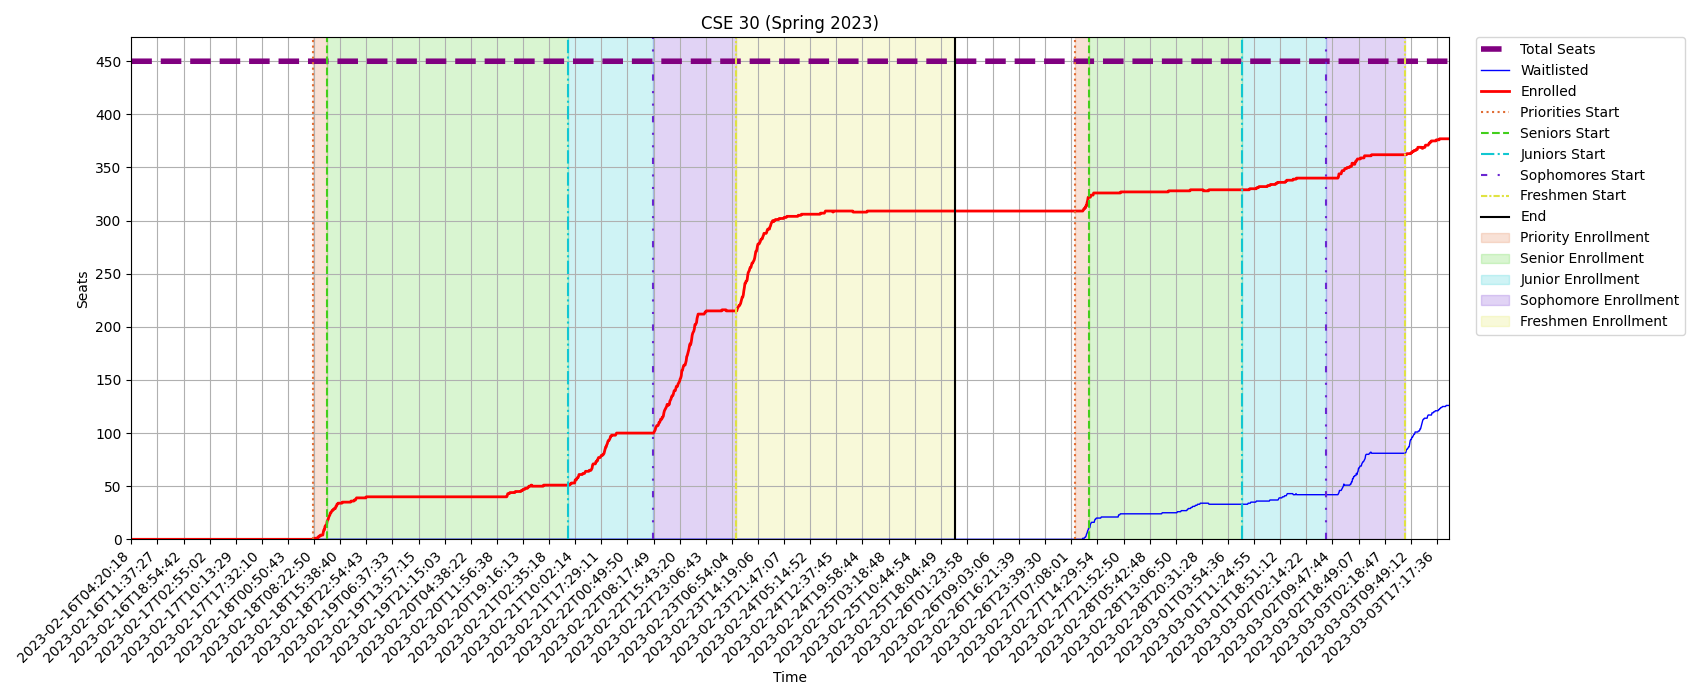 CSE 30 (Spring 2023)
Seats
450
400
350
300
250
200
150
100
50
0
2023-02-16T04:20:18
2023-02-16T11:37:27
2023-02-16T18:54:42
2023-02-17T02:55:02
2023-02-17T10:13:29
2023-02-17T17:32:10
2023-02-18T00:50:43
2023-02-18T08:22:50
2023-02-18T15:38:40
2023-02-18T22:54:43
2023-02-19T06:37:33
2023-02-19T13:57:15
2023-02-19T21:15:03
2023-02-20T04:38:22
2023-02-20T11:56:38
2023-02-20T19:16:13
2023-02-21T02:35:18
2023-02-21T10:02:14
2023-02-21T17:29:11
2023-02-22T00:49:50
2023-02-22T08:17:49
2023-02-22T15:43:20
2023-02-22T23:06:43
2023-02-23T06:54:04
2023-02-23T14:19:06
2023-02-23T21:47:07
2023-02-24T05:14:52
2023-02-24T12:37:45
2023-02-24T19:58:44
2023-02-25T03:18:48
2023-02-25T10:44:54
2023-02-25T18:04:49
2023-02-26T01:23:58
2023-02-26T09:03:06
2023-02-26T16:21:39
2023-02-26T23:39:30
2023-02-27T07:08:01
2023-02-27T14:29:54
2023-02-27T21:52:50
2023-02-28T05:42:48
2023-02-28T13:06:50
2023-02-28T20:31:28
2023-03-01T03:54:36
2023-03-01T11:24:55
2023-03-01T18:51:12
2023-03-02T02:14:22
2023-03-02T09:47:44
2023-03-02T18:49:07
2023-03-03T02:18:47
2023-03-03T09:49:12
2023-03-03T17:17:36
Time
Total Seats
Waitlisted
Enrolled
Priorities Start
Seniors Start
Juniors Start
Sophomores Start
Freshmen Start
End
Priority Enrollment
Senior Enrollment
Junior Enrollment
Sophomore Enrollment
Freshmen Enrollment